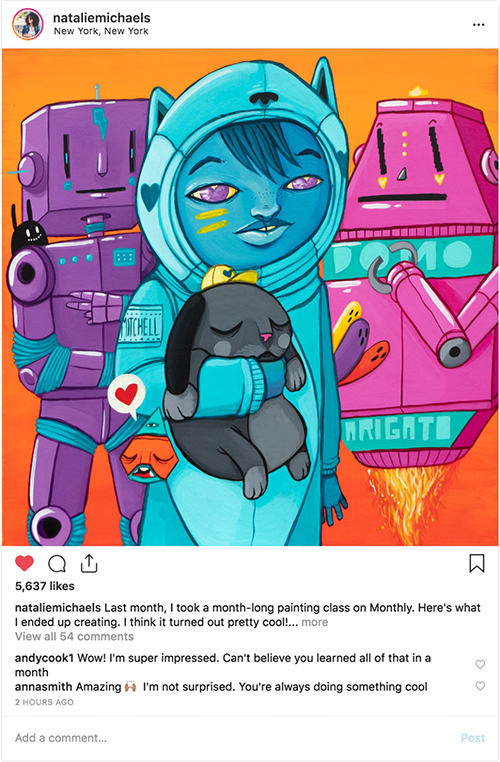 nataliemichaels
New York, New York
MITCHELL
DOMO
ARIGATO
5,637 likes
nataliemichaels Last month, I took a month-long painting class on Monthly. Here's what
I ended up creating. I think it turned out pretty cool!... more
View all 54 comments
andycook1 Wow! I'm super impressed. Can't believe you learned all of that in a
month
annasmith Amazing 🙌🏽 I'm not surprised. You're always doing something cool
2 HOURS AGO
Add a comment...
Post